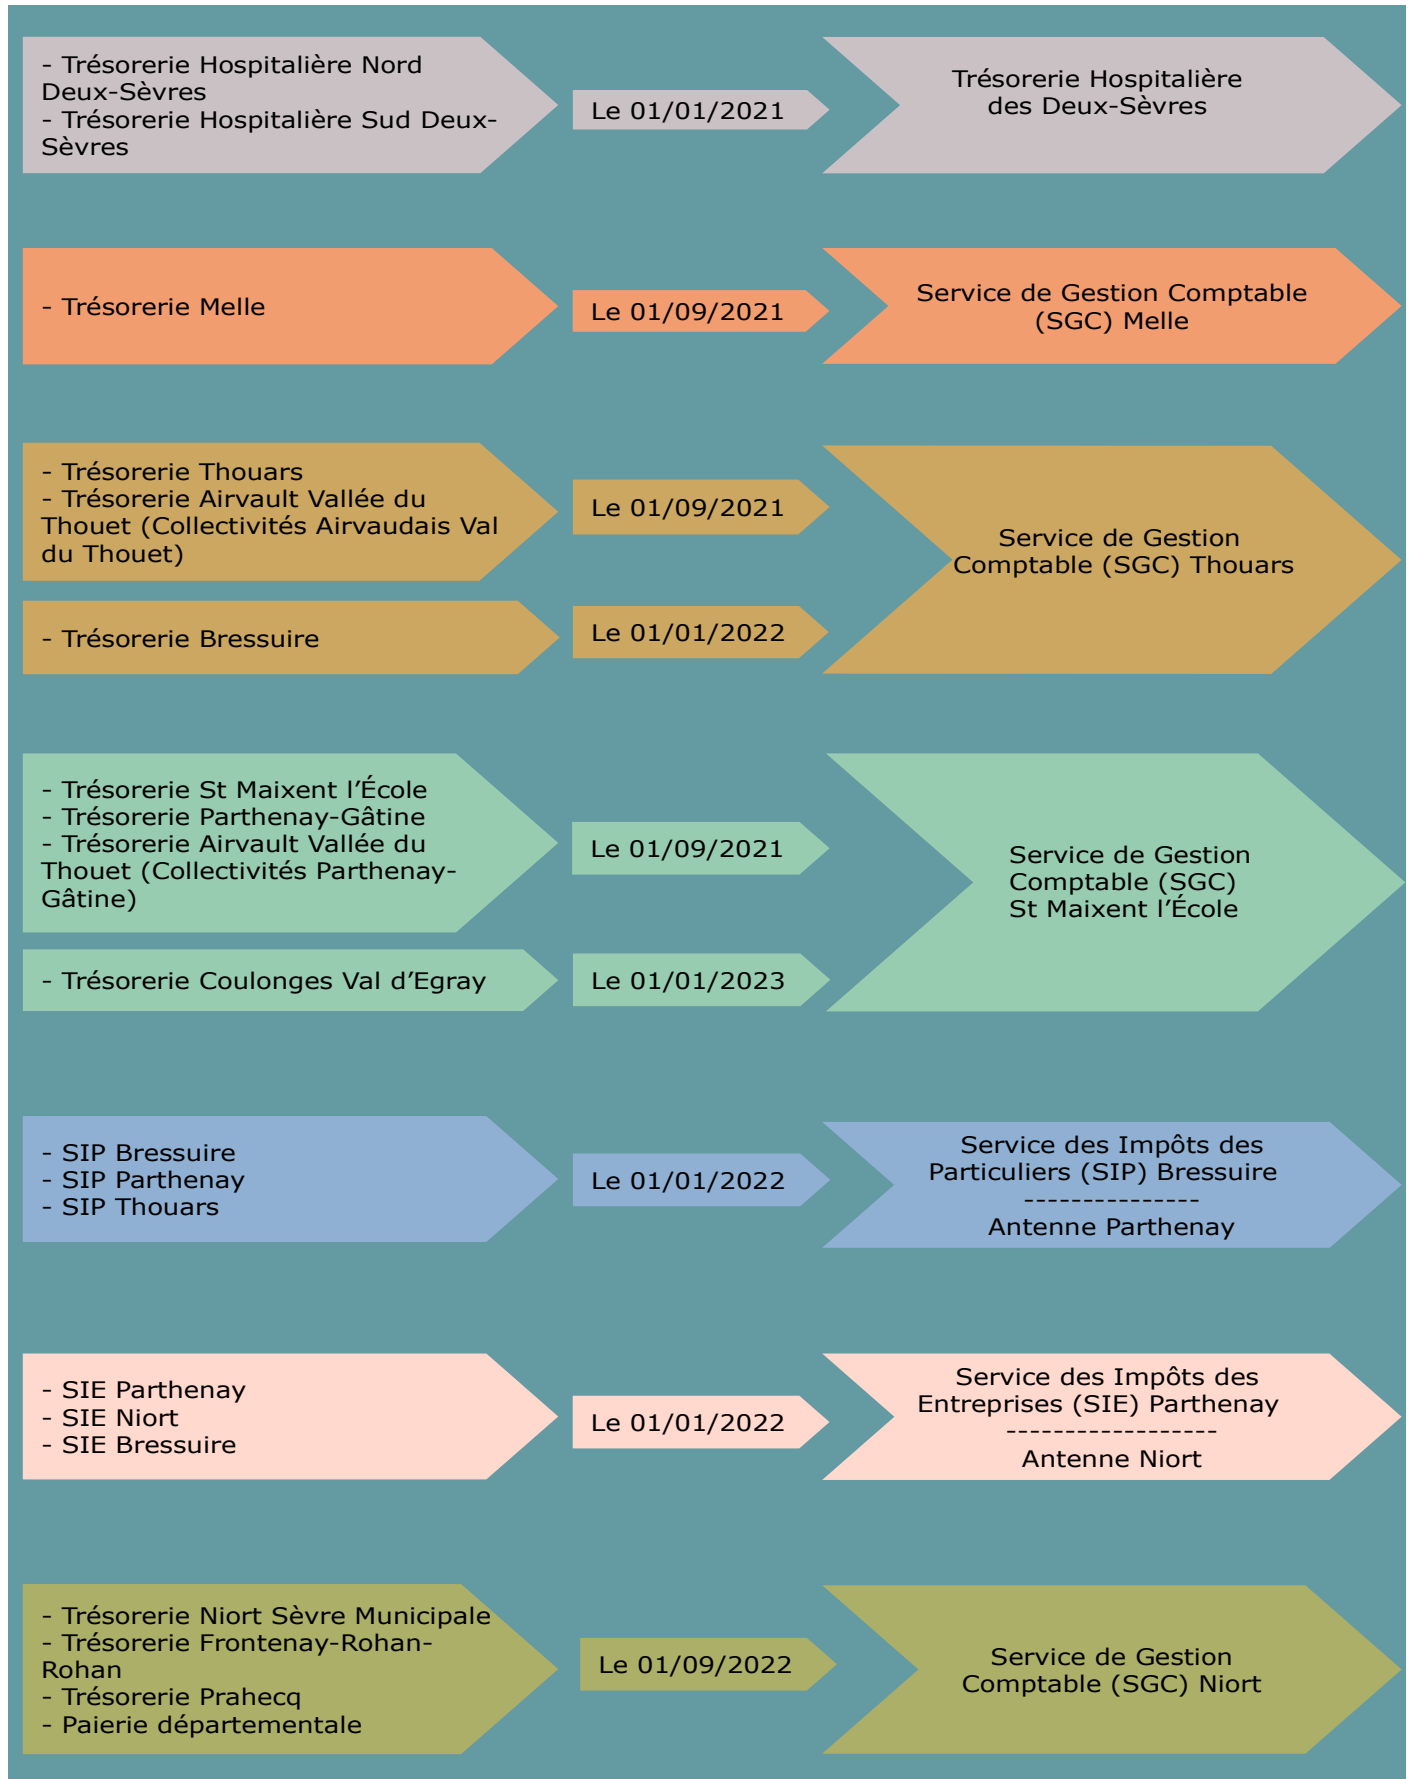 - Trésorerie Hospitalière Nord
Deux-Sèvres
- Trésorerie Hospitalière Sud Deux-
Sèvres
Le 01/01/2021
Trésorerie Hospitalière
des Deux-Sèvres
- Trésorerie Melle
Le 01/09/2021
Service de Gestion Comptable
(SGC) Melle
- Trésorerie Thouars
- Trésorerie Airvault Vallée du
Thouet (Collectivités Airvaudais Val
du Thouet)
Le 01/09/2021
- Trésorerie Bressuire
Le 01/01/2022
Service de Gestion
Comptable (SGC) Thouars
- Trésorerie St Maixent l’École
- Trésorerie Parthenay-Gâtine
- Trésorerie Airvault Vallée du
Thouet (Collectivités Parthenay-
Gâtine)
Le 01/09/2021
- Trésorerie Coulonges Val d’Egray
Le 01/01/2023
Service de Gestion
Comptable (SGC)
St Maixent l’École
- SIP Bressuire
- SIP Parthenay
- SIP Thouars
Le 01/01/2022
Service des Impôts des
Particuliers (SIP) Bressuire
---------------
Antenne Parthenay
- SIE Parthenay
- SIE Niort
- SIE Bressuire
Le 01/01/2022
Service des Impôts des
Entreprises (SIE) Parthenay
------------------
Antenne Niort
- Trésorerie Niort Sèvre Municipale
- Trésorerie Frontenay-Rohan-
Rohan
- Trésorerie Prahecq
- Paierie départementale
Le 01/09/2022
Service de Gestion
Comptable (SGC) Niort